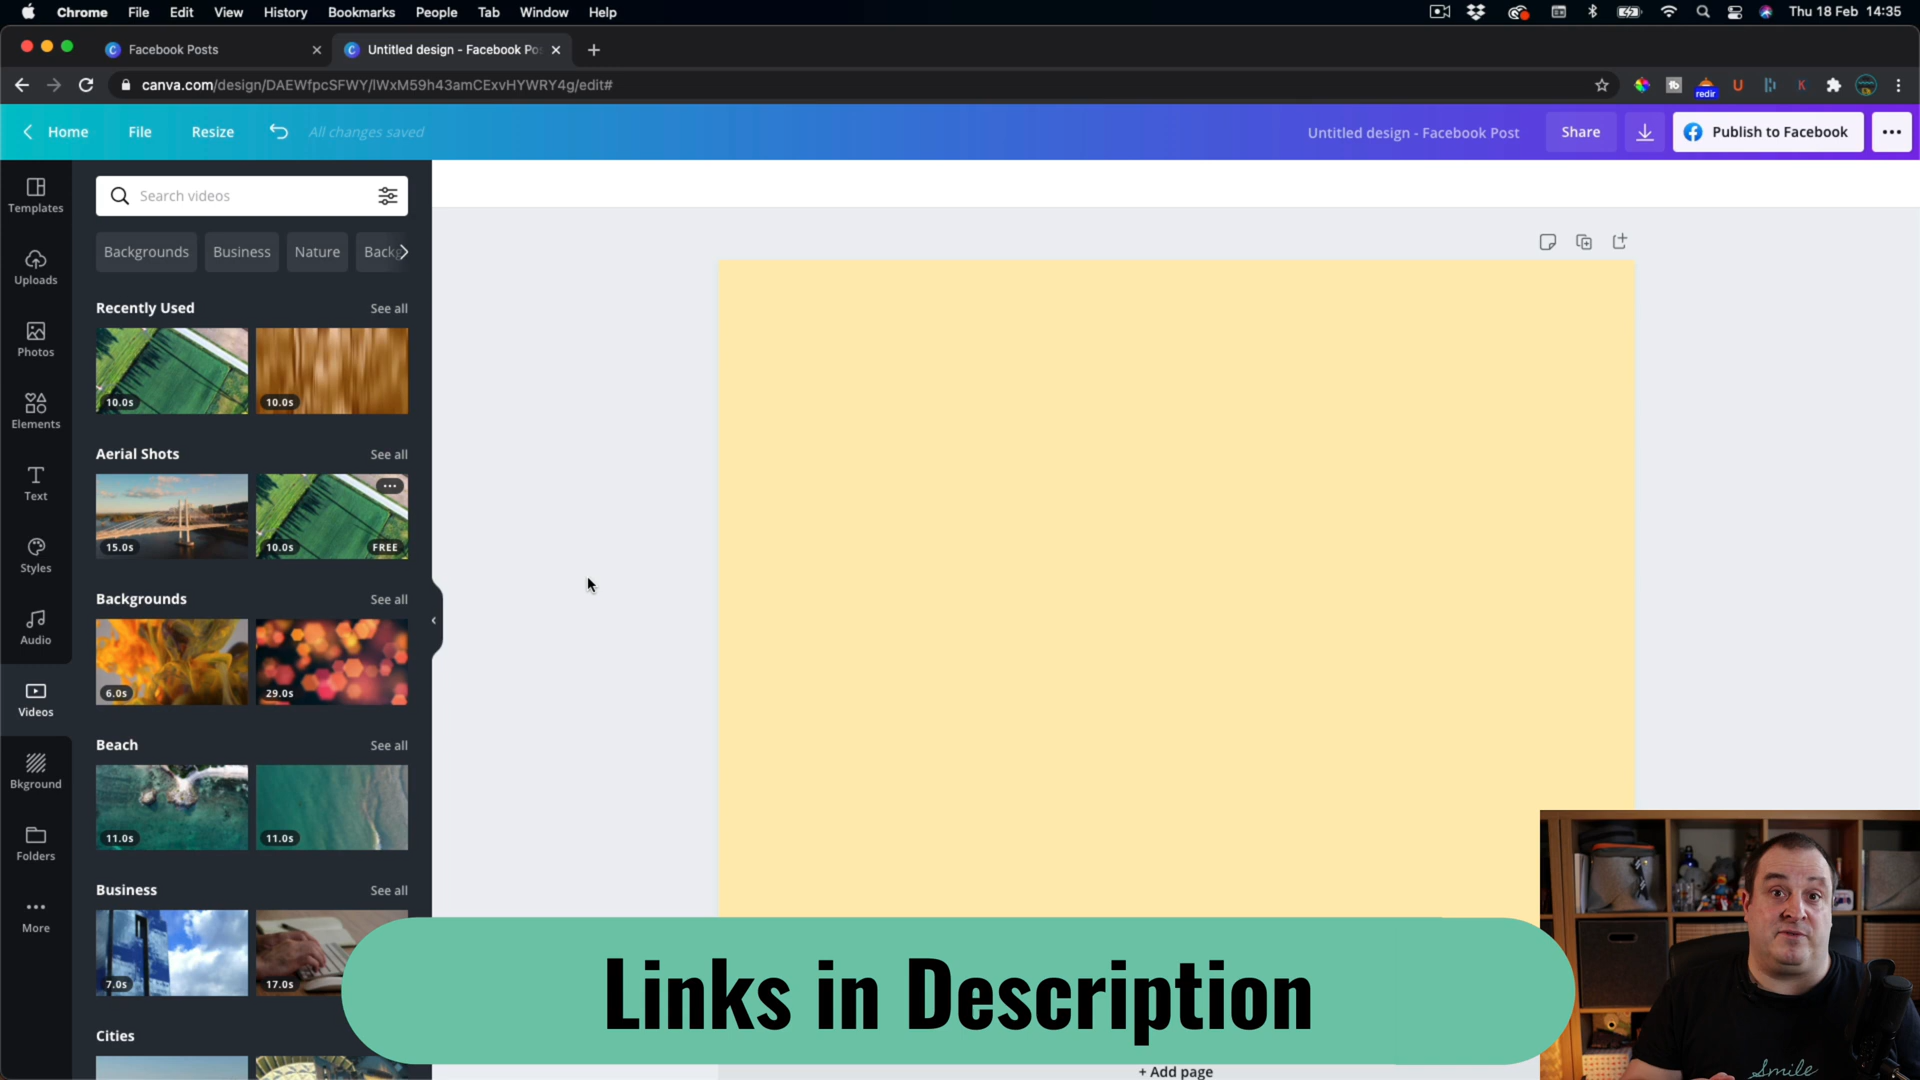 Chrome File Edit View History Bookmarks People Tab Window Help
Thu 18 Feb 14:35
Facebook Posts
Untitled design - Facebook Po
canva.com/design/DAEWfpcSFWY/IWxM59h43amCExvHYWRY4g/edit#
redir
Home File Resize All changes saved
Untitled design - Facebook Post Share Publish to Facebook
Templates
Uploads
Photos
Elements
Text
Styles
Audio
Videos
Bkground
Folders
More
Search videos
Backgrounds Business Nature Backg
Recently Used See all
10.0s 10.0s
Aerial Shots See all
15.0s 10.0s FREE
Backgrounds See all
6.0s 29.0s
Beach See all
11.0s 11.0s
Business See all
7.0s 17.0s
Cities
Links in Description
+ Add page
Smile